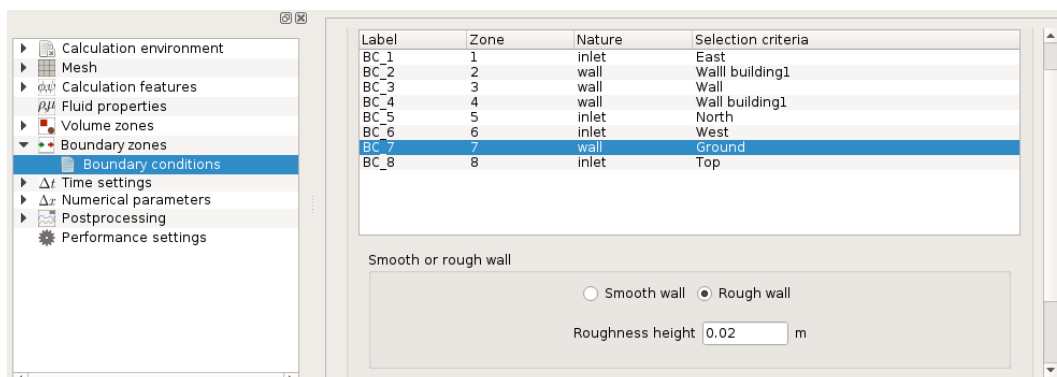 Calculation environment
Mesh
Calculation features
Fluid properties
Volume zones
Boundary zones
Boundary conditions
Δt Time settings
Δx Numerical parameters
Postprocessing
Performance settings
Label Zone Nature Selection criteria
BC_1 1 inlet East
BC_2 2 wall Walll building1
BC_3 3 wall Wall
BC_4 4 wall Wall building1
BC_5 5 inlet North
BC_6 6 inlet West
BC_7 7 wall Ground
BC_8 8 inlet Top
Smooth or rough wall
Smooth wall Rough wall
Roughness height 0.02 m